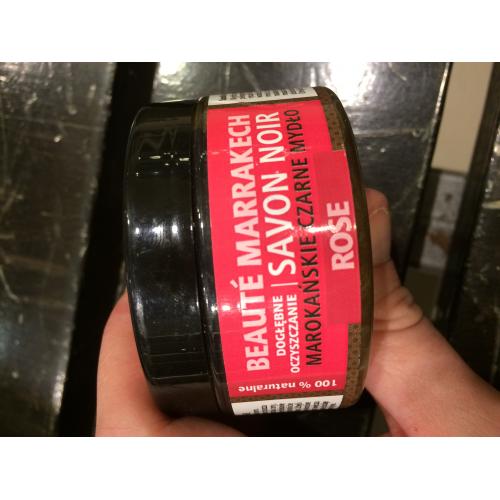 BEAUTÉ MARRAKECH
DOGŁĘBNE
OCZYSZCZANIE
SAVON NOIR
MAROKAŃSKIE CZARNE MYDŁO
ROSE
100 % naturalne